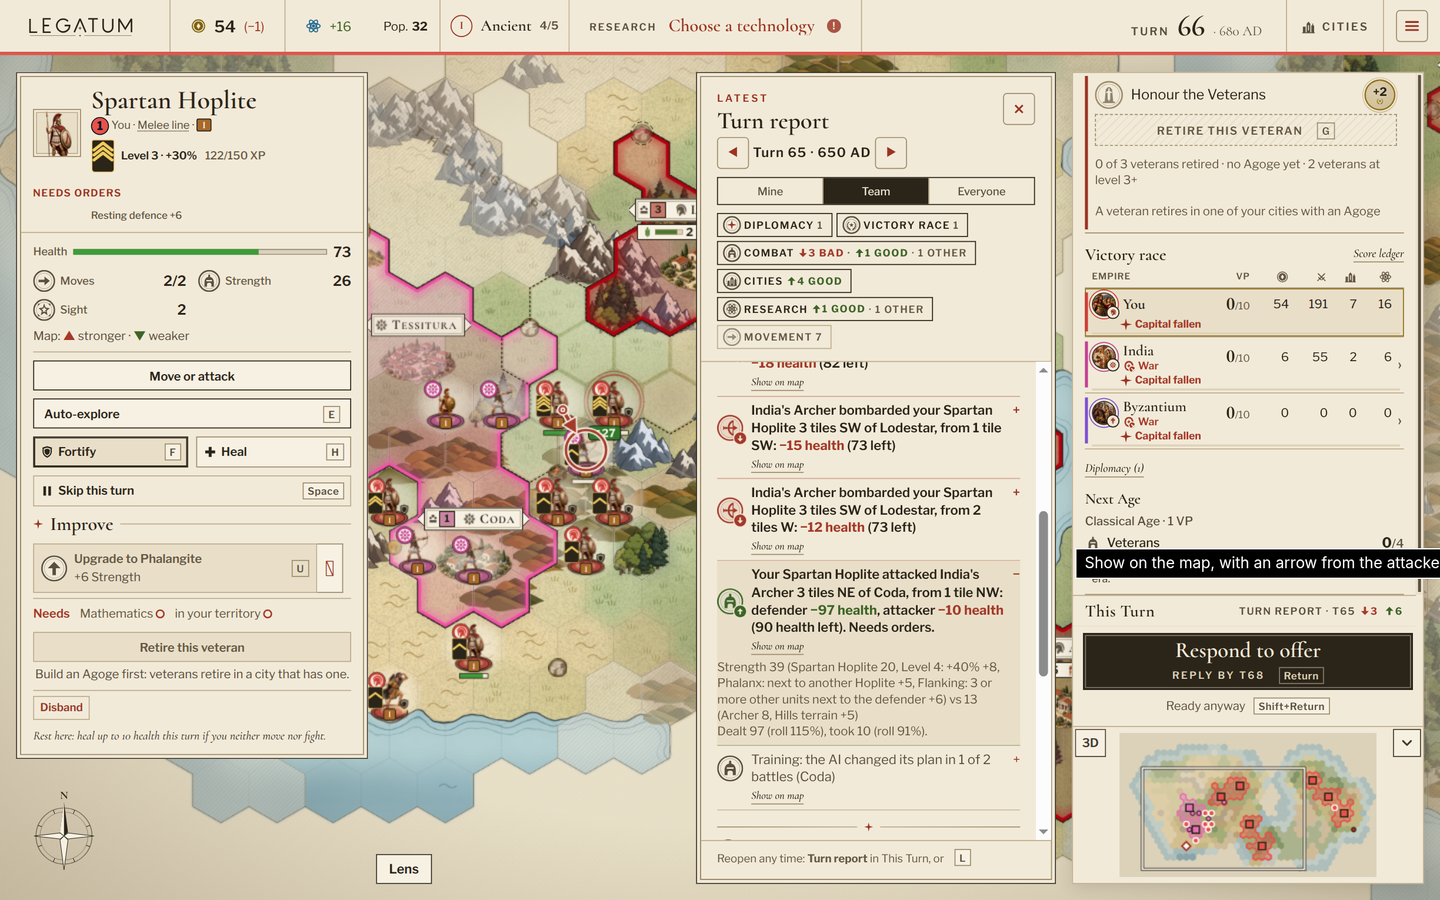 LEGATUM
54 (−1)
+16
Pop. 32
I Ancient 4/5
RESEARCH Choose a technology !
TURN 66 · 680 AD
CITIES
Spartan Hoplite
1 You · Melee line · I
Level 3 · +30% 122/150 XP
NEEDS ORDERS
Resting defence +6
Health 73
Moves 2/2 Strength 26
Sight 2
Map: stronger · weaker
Move or attack
Auto-explore E
Fortify F Heal H
Skip this turn Space
Improve
Upgrade to Phalangite
+6 Strength
U
Needs Mathematics in your territory
Retire this veteran
Build an Agoge first: veterans retire in a city that has one.
Disband
Rest here: heal up to 10 health this turn if you neither move nor fight.
N
Lens
TESSITURA
1 CODA
3
2
27
LATEST
Turn report
×
Turn 65 · 650 AD
Mine Team Everyone
DIPLOMACY 1 VICTORY RACE 1
COMBAT 3 BAD · 1 GOOD · 1 OTHER
CITIES 4 GOOD
RESEARCH 1 GOOD · 1 OTHER
MOVEMENT 7
−18 health (82 left)
Show on map
India's Archer bombarded your Spartan +
Hoplite 3 tiles SW of Lodestar, from 1 tile
SW: −15 health (73 left)
Show on map
India's Archer bombarded your Spartan +
Hoplite 3 tiles SW of Lodestar, from 2
tiles W: −12 health (73 left)
Show on map
Your Spartan Hoplite attacked India's −
Archer 3 tiles NE of Coda, from 1 tile NW:
defender −97 health, attacker −10 health
(90 health left). Needs orders.
Show on map
Strength 39 (Spartan Hoplite 20, Level 4: +40% +8,
Phalanx: next to another Hoplite +5, Flanking: 3 or
more other units next to the defender +6) vs 13
(Archer 8, Hills terrain +5)
Dealt 97 (roll 115%), took 10 (roll 91%).
Training: the AI changed its plan in 1 of 2 +
battles (Coda)
Show on map
Reopen any time: Turn report in This Turn, or L
Honour the Veterans +2
RETIRE THIS VETERAN G
0 of 3 veterans retired · no Agoge yet · 2 veterans at
level 3+
A veteran retires in one of your cities with an Agoge
Victory race Score ledger
EMPIRE VP
You 0/10 54 191 7 16
Capital fallen
India 0/10 6 55 2 6 ›
War
Capital fallen
Byzantium 0/10 0 0 0 0 ›
War
Capital fallen
Diplomacy (1)
Next Age
Classical Age · 1 VP
Veterans 0/4
Show on the map, with an arrow from the attacke
era.
This Turn TURN REPORT · T65 3 6
Respond to offer
REPLY BY T68 Return
Ready anyway Shift+Return
3D